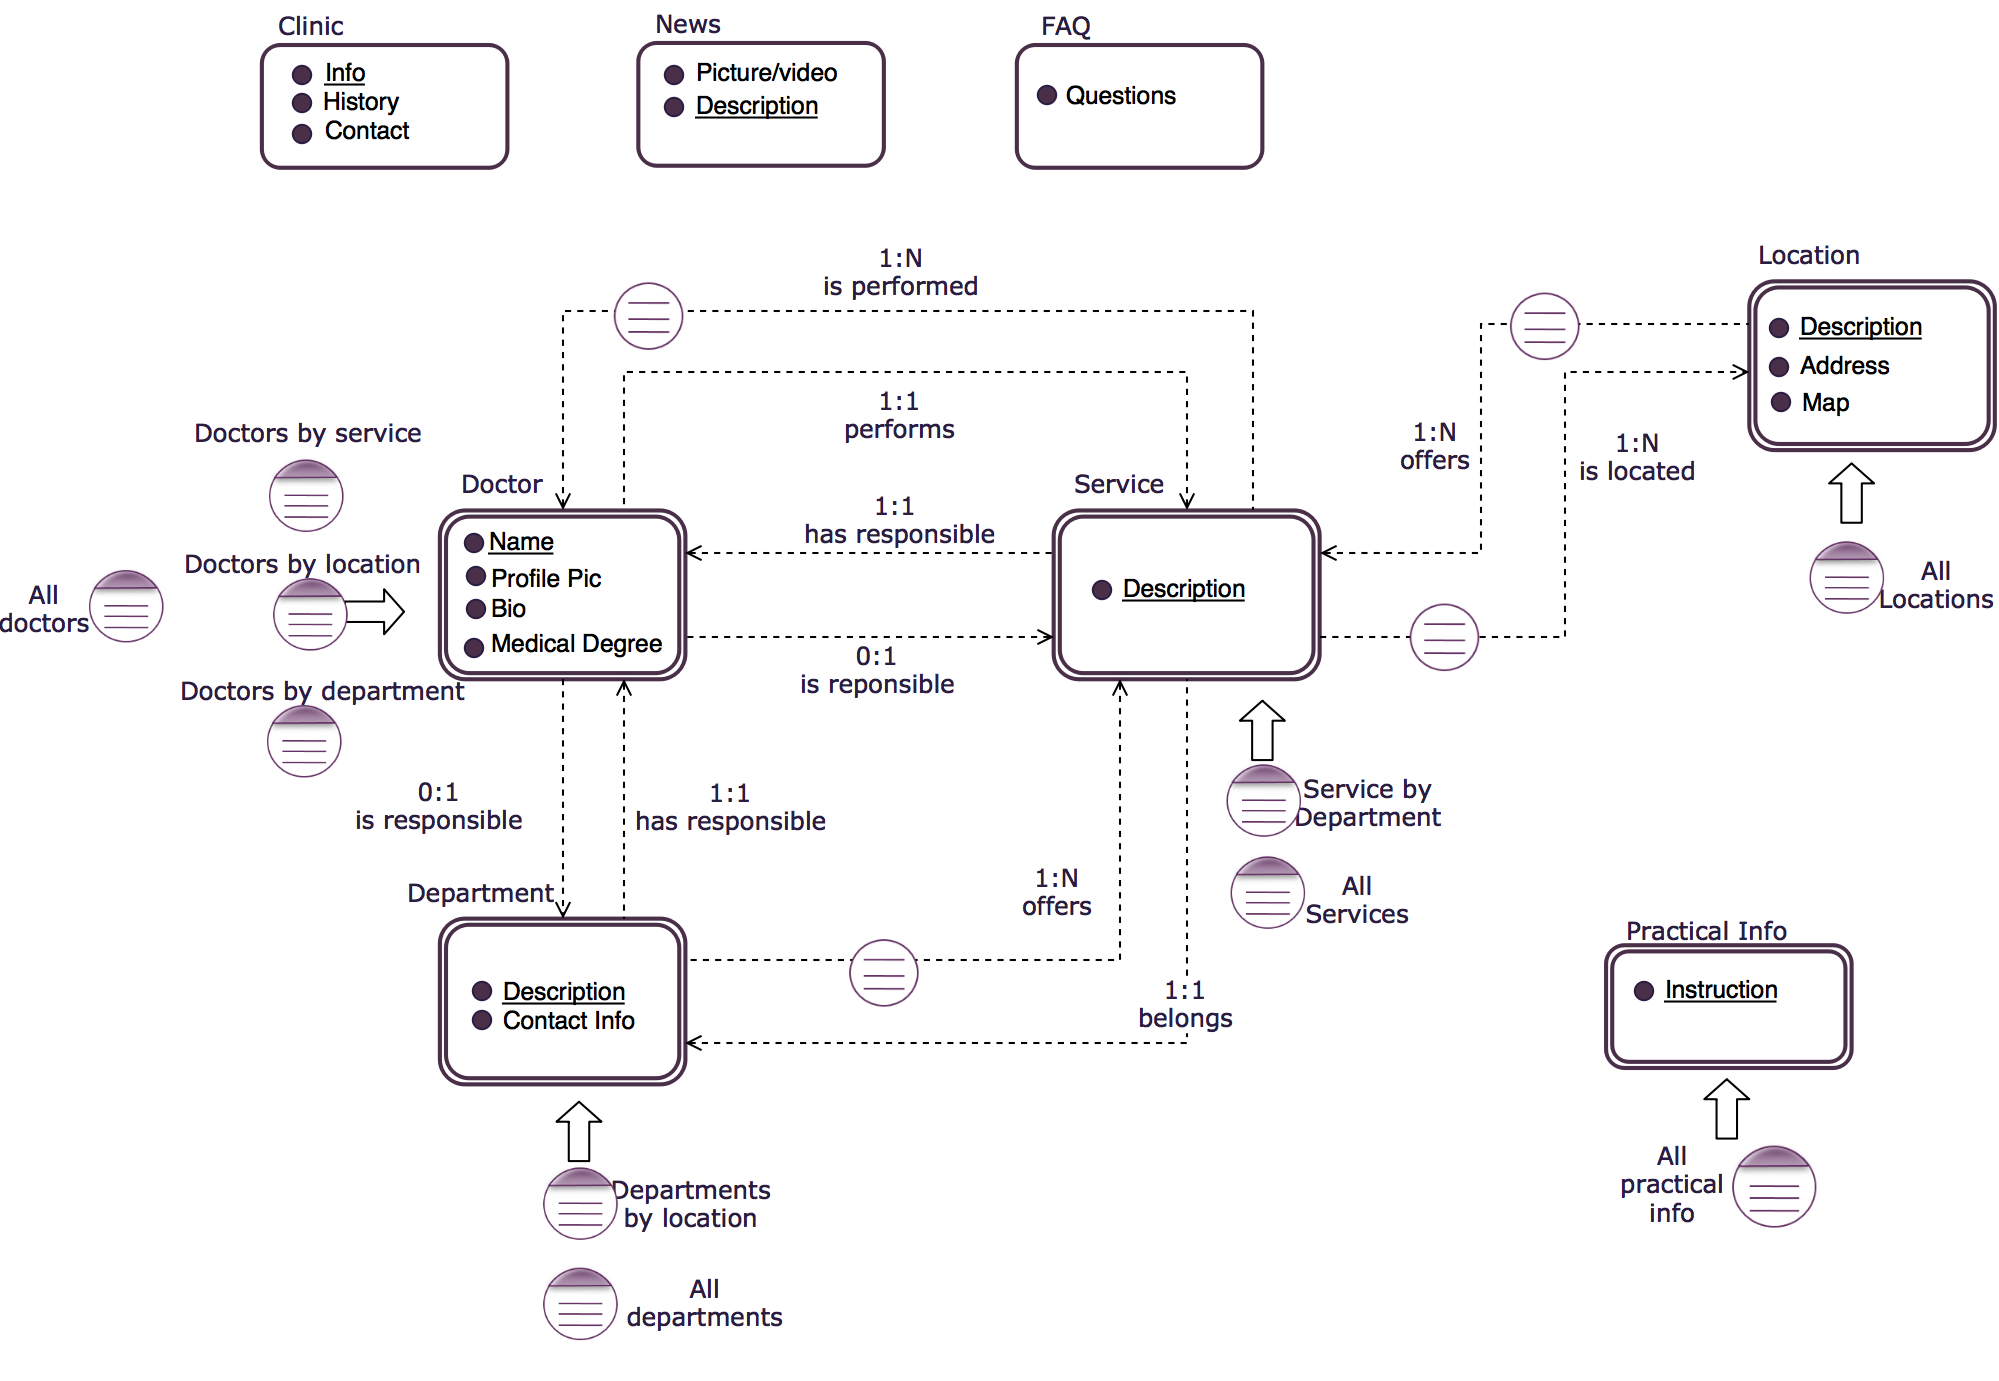 Clinic
Info
History
Contact
News
Picture/video
Description
FAQ
Questions
1:N
is performed
Location
Description
Address
Map
1:1
performs
1:N
offers
1:N
is located
Doctors by service
Doctor
Service
1:1
has responsible
Name
Profile Pic
Bio
Medical Degree
Doctors by location
All
doctors
Description
All
Locations
0:1
is reponsible
Doctors by department
0:1
is responsible
1:1
has responsible
Service by
Department
1:N
offers
All
Services
Department
Description
Contact Info
1:1
belongs
Practical Info
Instruction
All
practical
info
Departments
by location
All
departments